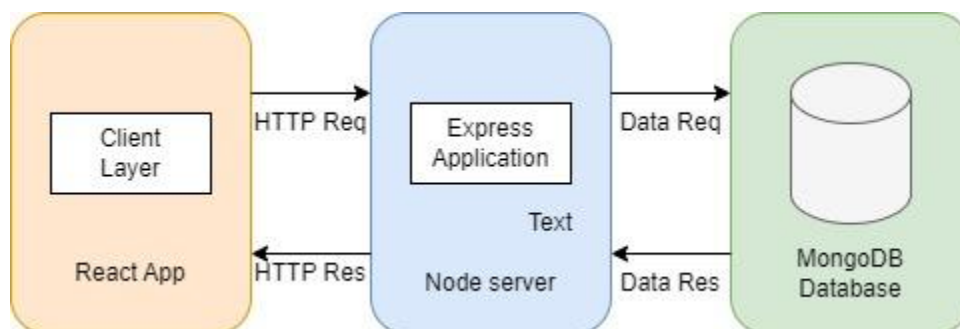 Client
Layer
React App
HTTP Req
HTTP Res
Express
Application
Text
Node server
Data Req
Data Res
MongoDB
Database